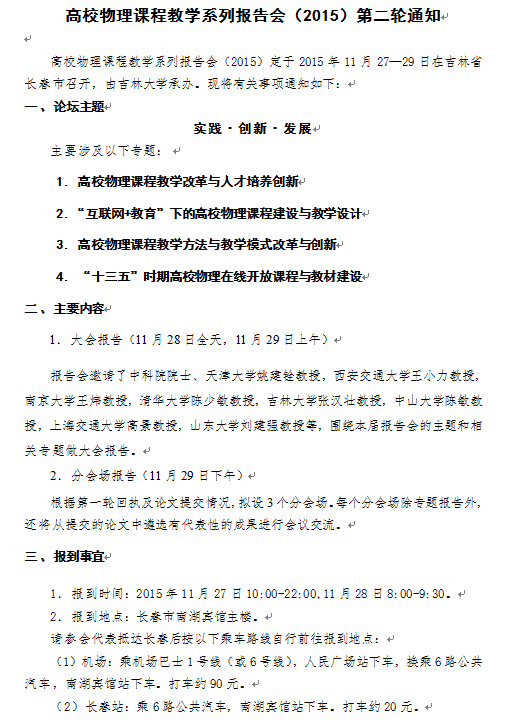 高校物理课程教学系列报告会（2015）第二轮通知
高校物理课程教学系列报告会（2015）定于 2015 年 11 月 27—29 日在吉林省
长春市召开，由吉林大学承办。现将有关事项通知如下：
一、论坛主题
实践·创新·发展
主要涉及以下专题：
1．高校物理课程教学改革与人才培养创新
2．“互联网+教育”下的高校物理课程建设与教学设计
3．高校物理课程教学方法与教学模式改革与创新
4．“十三五”时期高校物理在线开放课程与教材建设
二、主要内容
1．大会报告（11 月 28 日全天，11 月 29 日上午）
报告会邀请了中科院院士、天津大学姚建铨教授，西安交通大学王小力教授，
南京大学王炜教授，清华大学陈少敏教授，吉林大学张汉壮教授，中山大学陈敏教
授，上海交通大学高景教授，山东大学刘建强教授等，围绕本届报告会的主题和相
关专题做大会报告。
2．分会场报告（11 月 29 日下午）
根据第一轮回执及论文提交情况，拟设 3 个分会场。每个分会场除专题报告外，
还将从提交的论文中遴选有代表性的成果进行会议交流。
三、报到事宜
1．报到时间：2015 年 11 月 27 日 10:00-22:00,11 月 28 日 8:00-9:30。
2．报到地点：长春市南湖宾馆主楼。
请参会代表抵达长春后按以下乘车路线自行前往报到地点：
（1）机场：乘机场巴士 1 号线（或 6 号线），人民广场站下车，换乘 6 路公共
汽车，南湖宾馆站下车。打车约 90 元。
（2）长春站：乘 6 路公共汽车，南湖宾馆站下车。打车约 20 元。